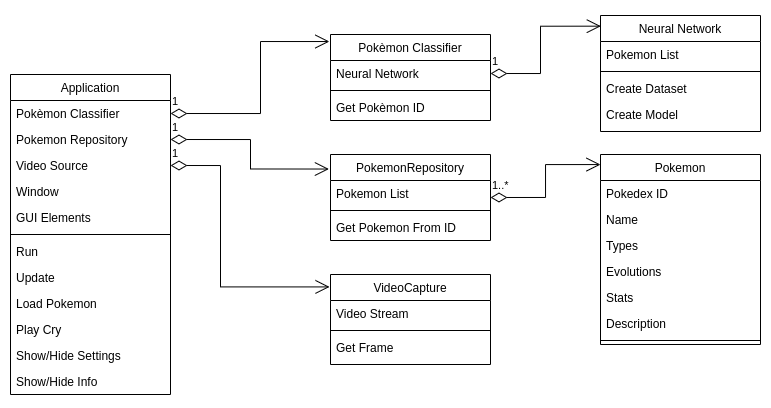 Application
Pokèmon Classifier
Pokemon Repository
Video Source
Window
GUI Elements
Run
Update
Load Pokemon
Play Cry
Show/Hide Settings
Show/Hide Info
1
1
1
Pokèmon Classifier
Neural Network
Get Pokèmon ID
1
PokemonRepository
Pokemon List
Get Pokemon From ID
1..*
VideoCapture
Video Stream
Get Frame
Neural Network
Pokemon List
Create Dataset
Create Model
Pokemon
Pokedex ID
Name
Types
Evolutions
Stats
Description